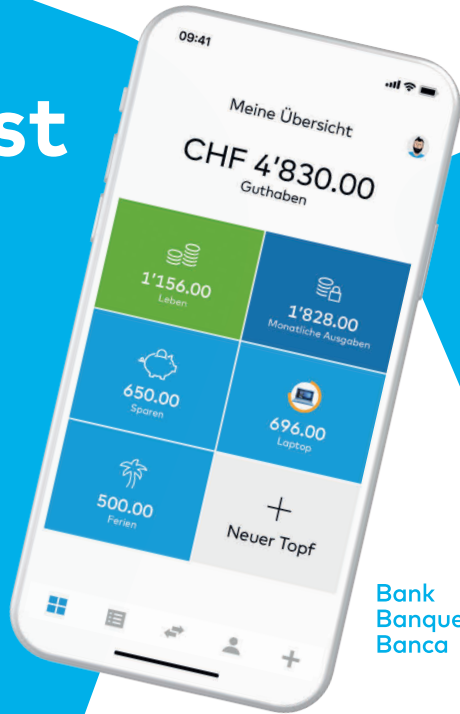 st
09:41
Meine Übersicht
CHF 4'830.00
Guthaben
1'156.00
Leben
1'828.00
Monatliche Ausgaben
650.00
Sparen
696.00
Laptop
500.00
Ferien
Neuer Topf
Bank
Banque
Banca